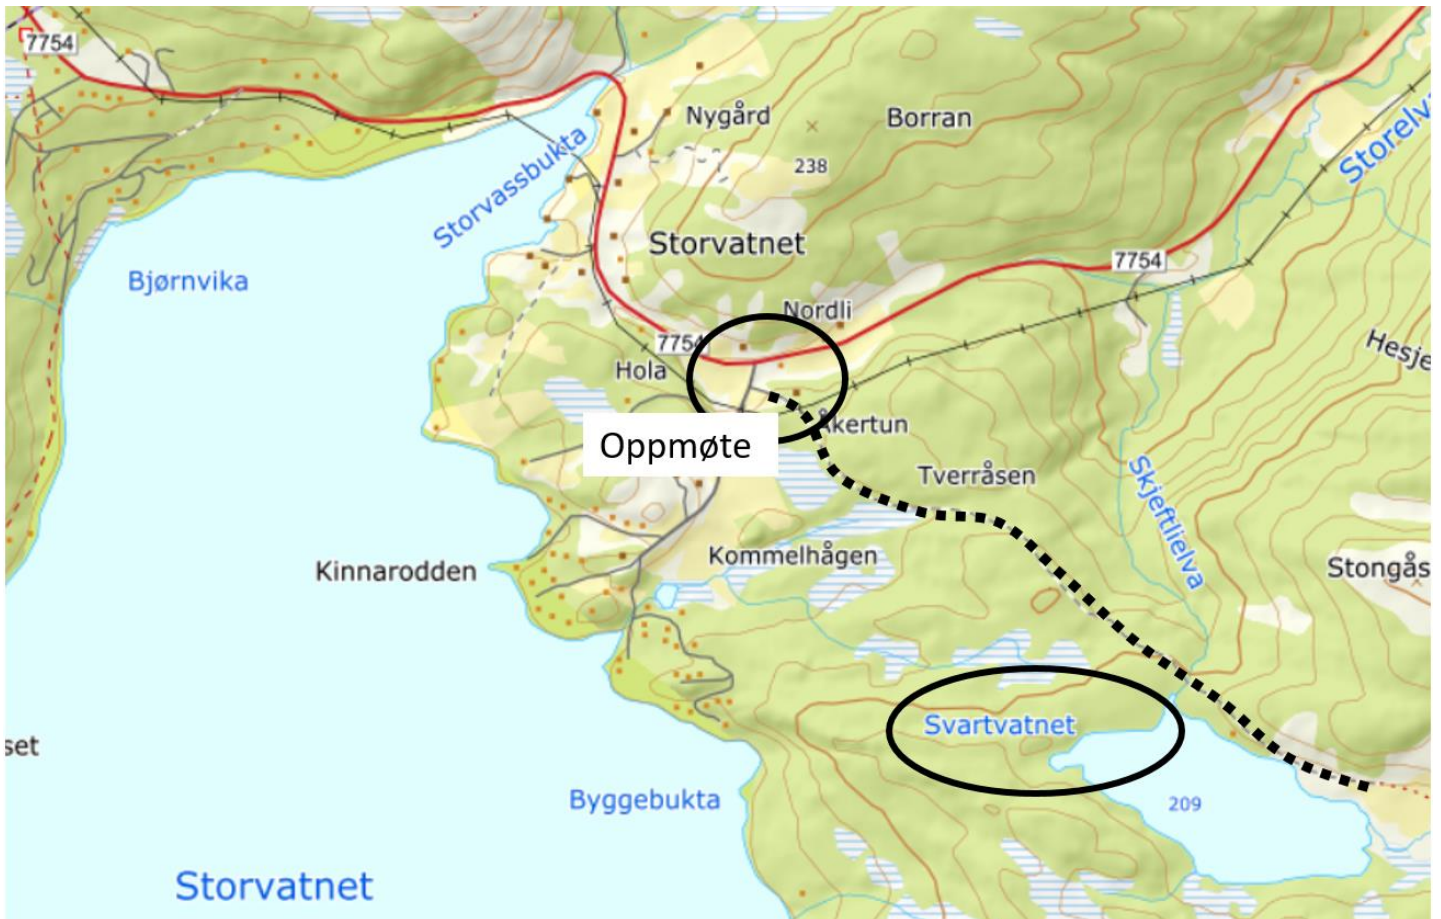 7754
Nygård
Borran
Storelv
238
Storvassbukta
Storvatnet
7754
Bjørnvika
Nordli
7754
Hola
Hesje
Åkertun
Oppmøte
Tverråsen
Skjeftlielva
Kommelhågen
Kinnarodden
Stongås
Svartvatnet
set
Byggebukta
209
Storvatnet